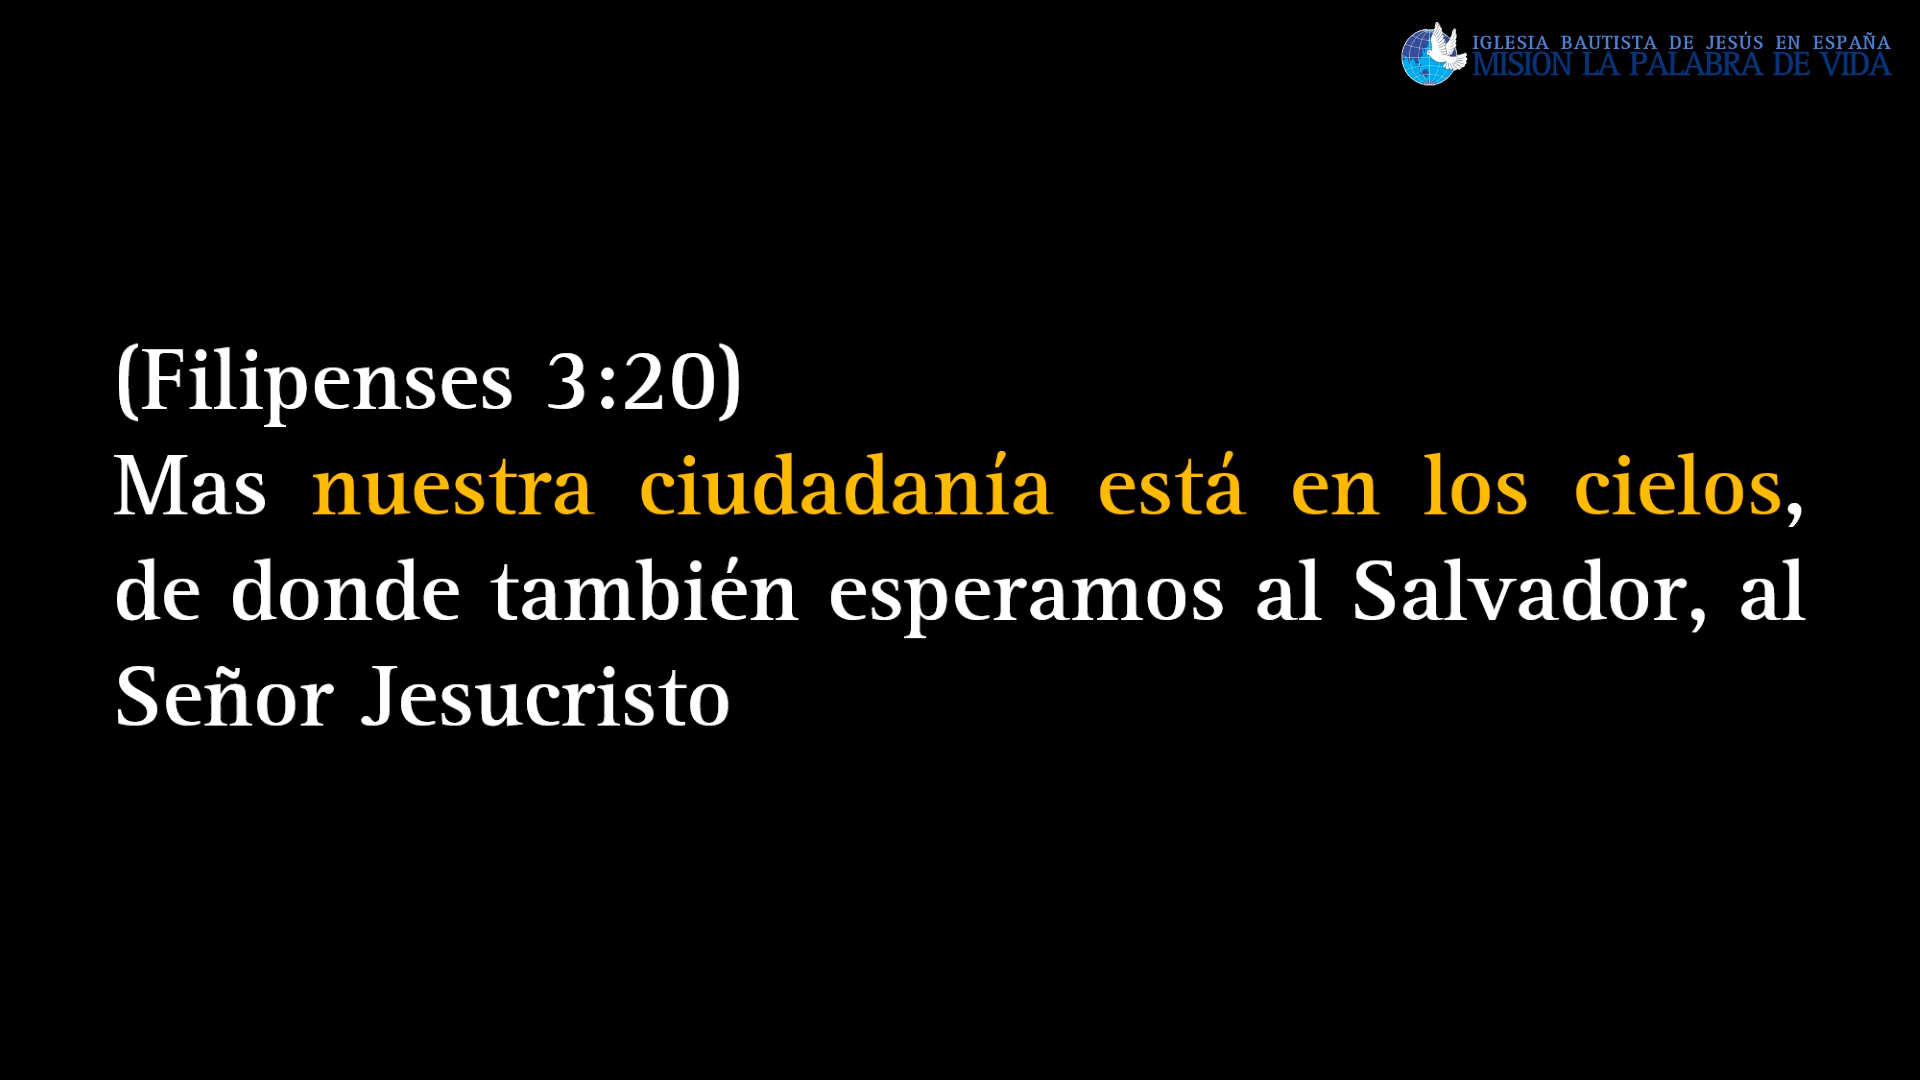 IGLESIA BAUTISTA DE JESÚS EN ESPAÑA
MISION LA PALABRA DE VIDA
(Filipenses 3:20)
Mas nuestra ciudadanía está en los cielos,
de donde también esperamos al Salvador, al
Señor Jesucristo